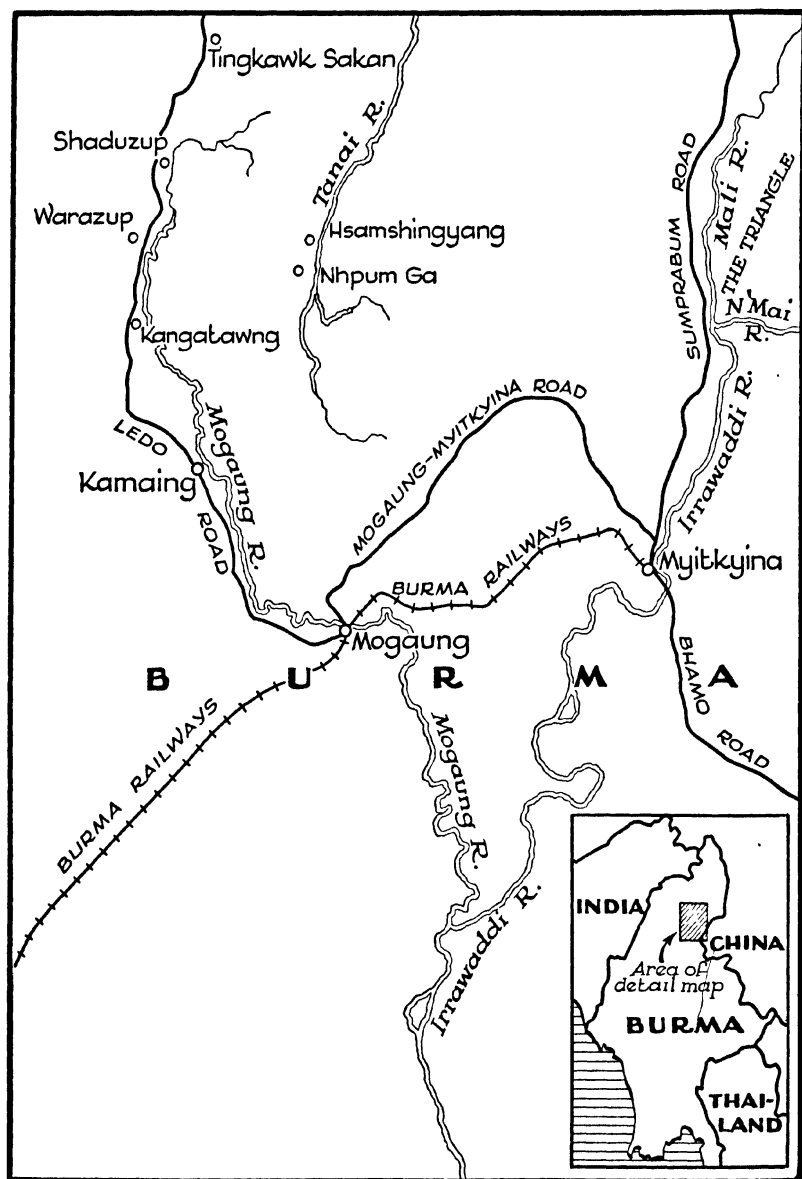 Tingkawk Sakan
Shaduzup
Warazup
Tanai R.
Hsamshingyang
Nhpum Ga
Kangatawng
SUMPRABUM ROAD
Mali R.
THE TRIANGLE
N'Mai
R.
Irrawaddi R.
LEDO
ROAD
Kamaing
Mogaung R.
MOGAUNG-MYITKYINA ROAD
BURMA RAILWAYS
Myitkyina
Mogaung
BURMA
BHAMO
ROAD
BURMA RAILWAYS
Mogaung R.
Irrawaddi R.
INDIA
CHINA
Area of
detail map
BURMA
THAI-
LAND